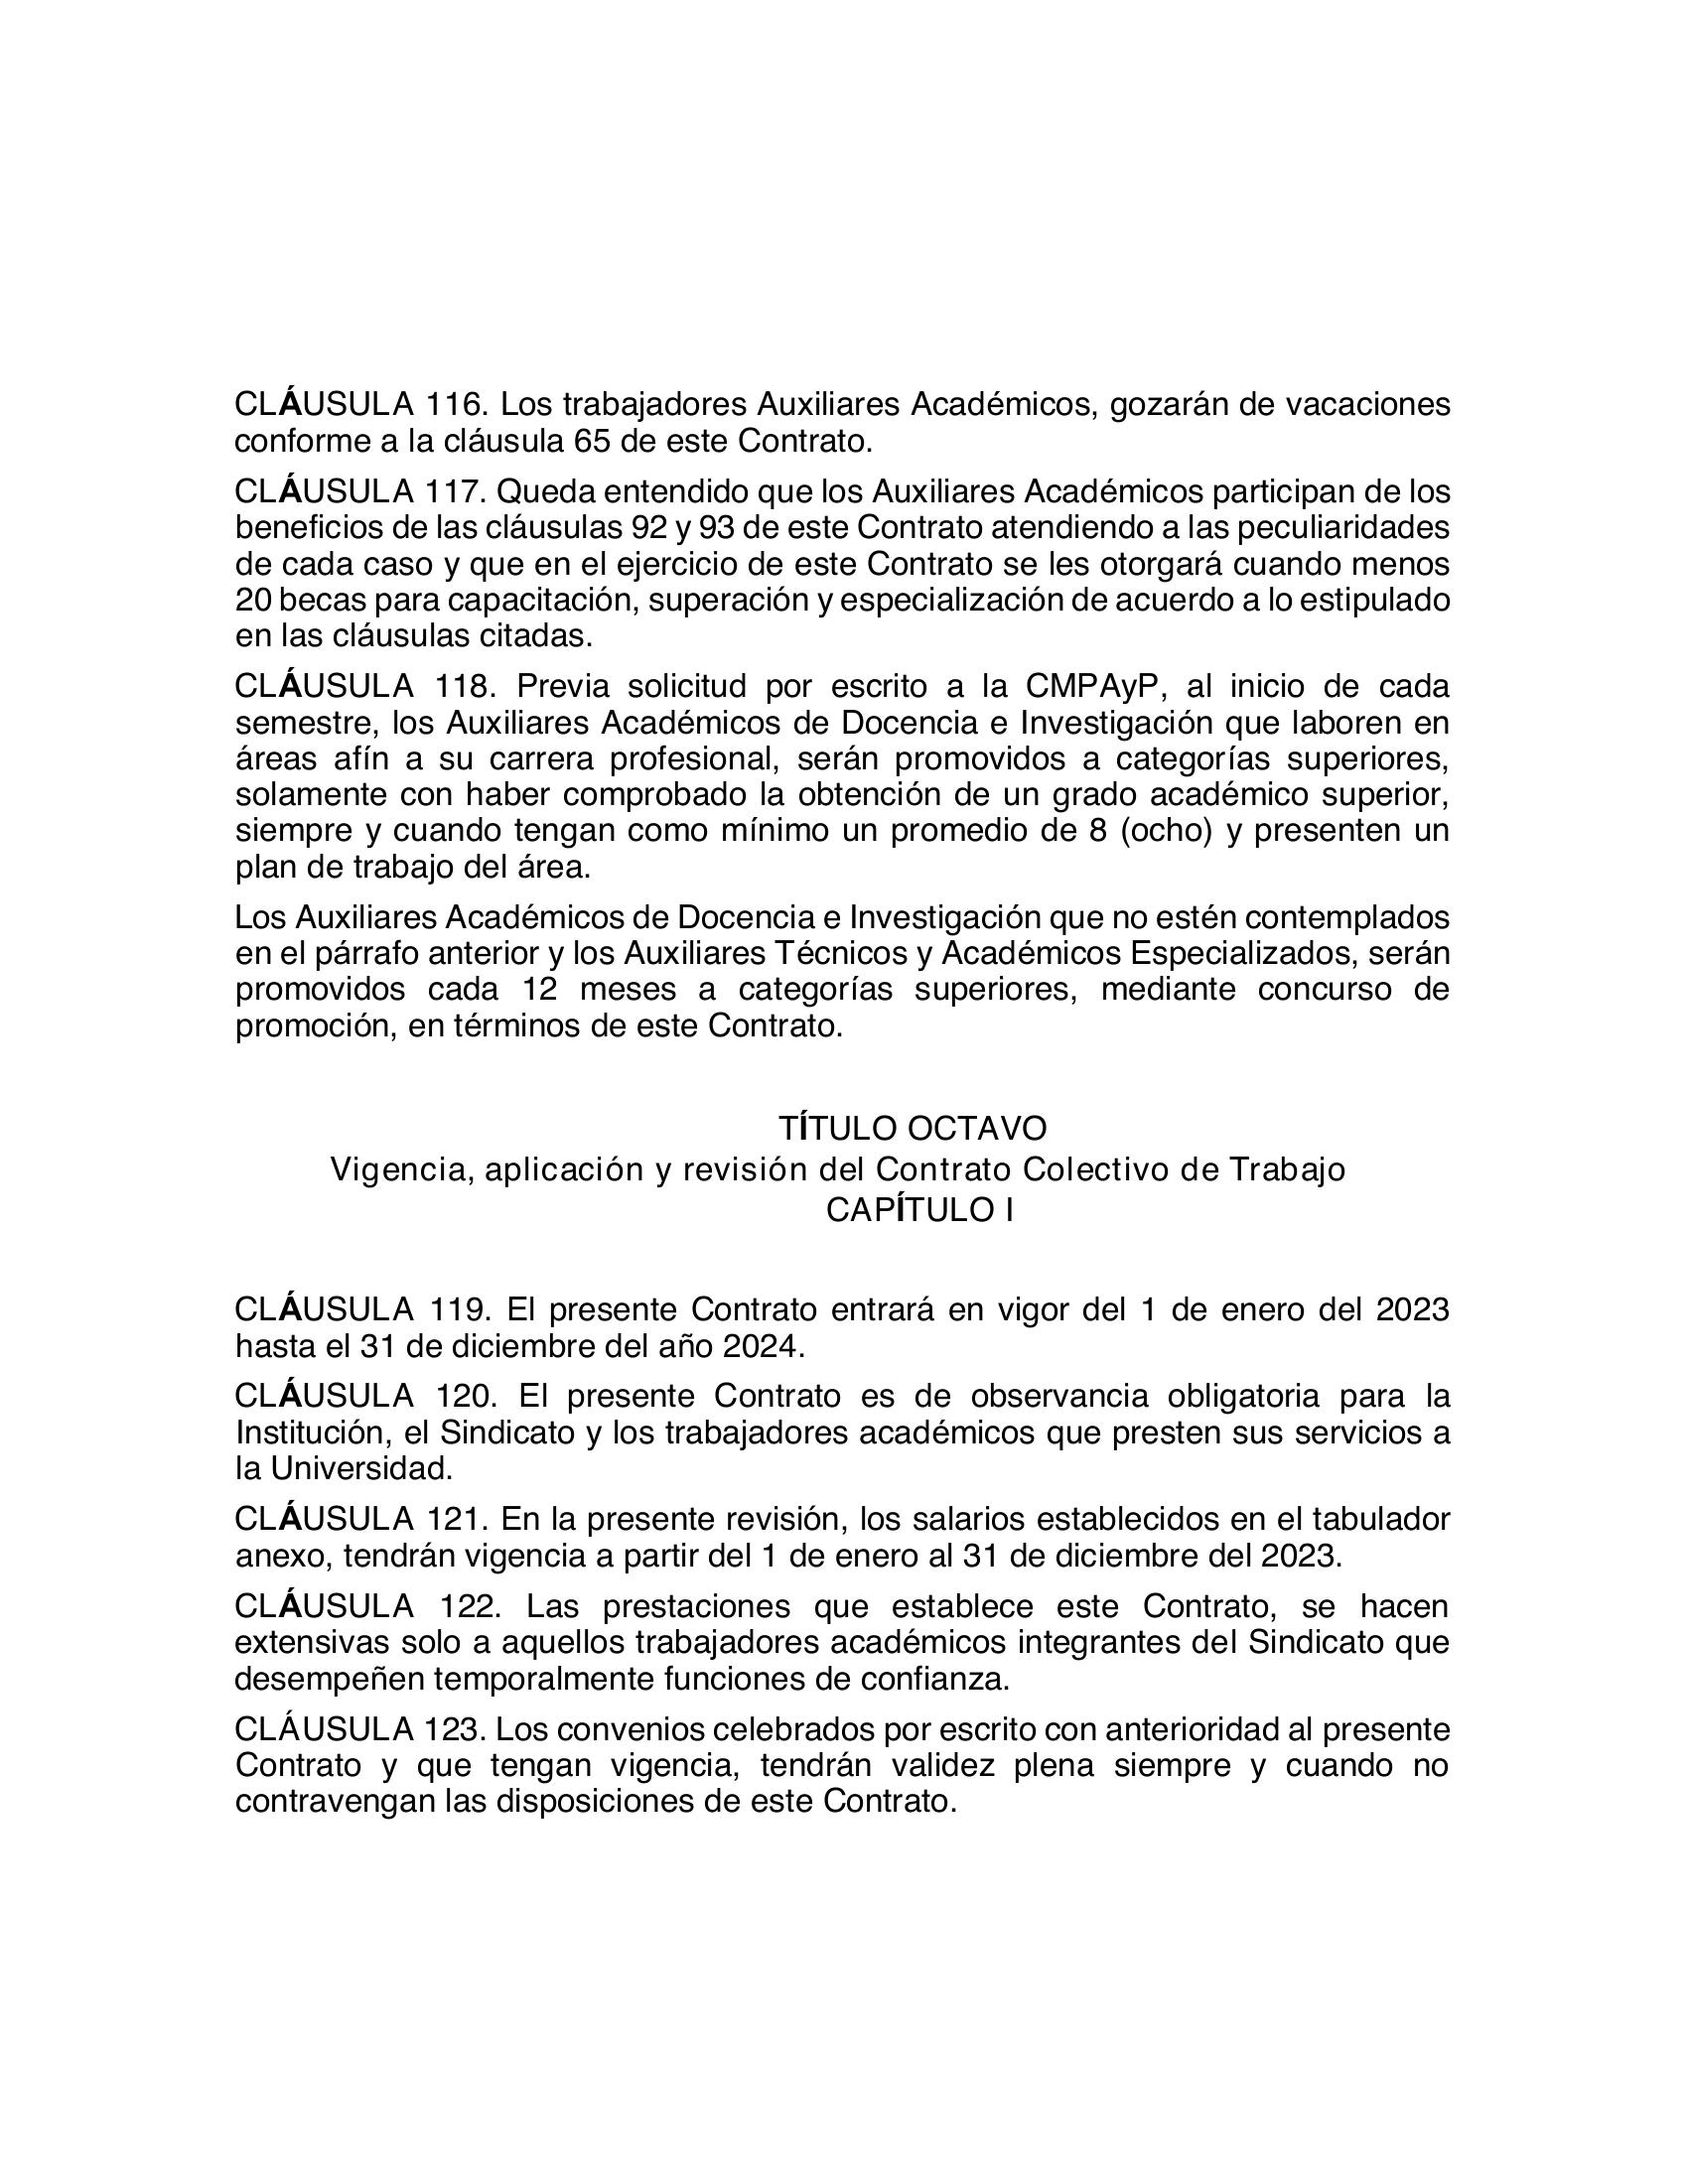 CLÁUSULA 116. Los trabajadores Auxiliares Académicos, gozarán de vacaciones
conforme a la cláusula 65 de este Contrato.
CLÁUSULA 117. Queda entendido que los Auxiliares Académicos participan de los
beneficios de las cláusulas 92 y 93 de este Contrato atendiendo a las peculiaridades
de cada caso y que en el ejercicio de este Contrato se les otorgará cuando menos
20 becas para capacitación, superación y especialización de acuerdo a lo estipulado
en las cláusulas citadas.
CLÁUSULA 118. Previa solicitud por escrito a la CMPAyP, al inicio de cada
semestre, los Auxiliares Académicos de Docencia e Investigación que laboren en
áreas afín a su carrera profesional, serán promovidos a categorías superiores,
solamente con haber comprobado la obtención de un grado académico superior,
siempre y cuando tengan como mínimo un promedio de 8 (ocho) y presenten un
plan de trabajo del área.
Los Auxiliares Académicos de Docencia e Investigación que no estén contemplados
en el párrafo anterior y los Auxiliares Técnicos y Académicos Especializados, serán
promovidos cada 12 meses a categorías superiores, mediante concurso de
promoción, en términos de este Contrato.
TÍTULO OCTAVO
Vigencia, aplicación y revisión del Contrato Colectivo de Trabajo
CAPÍTULO I
CLÁUSULA 119. El presente Contrato entrará en vigor del 1 de enero del 2023
hasta el 31 de diciembre del año 2024.
CLÁUSULA 120. El presente Contrato es de observancia obligatoria para la
Institución, el Sindicato y los trabajadores académicos que presten sus servicios a
la Universidad.
CLÁUSULA 121. En la presente revisión, los salarios establecidos en el tabulador
anexo, tendrán vigencia a partir del 1 de enero al 31 de diciembre del 2023.
CLÁUSULA 122. Las prestaciones que establece este Contrato, se hacen
extensivas solo a aquellos trabajadores académicos integrantes del Sindicato que
desempeñen temporalmente funciones de confianza.
CLÁUSULA 123. Los convenios celebrados por escrito con anterioridad al presente
Contrato y que tengan vigencia, tendrán validez plena siempre y cuando no
contravengan las disposiciones de este Contrato.